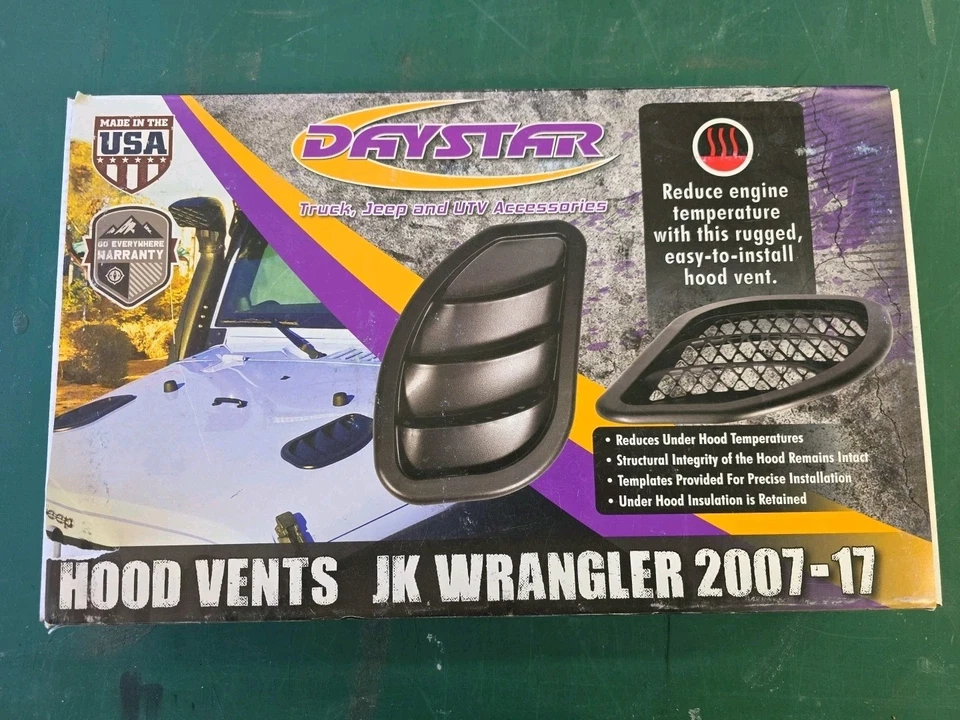 MADE IN THE
USA
GO EVERYWHERE
WARRANTY
DAYSTAR
Truck, Jeep and UTV Accessories
Reduce engine
temperature
with this rugged,
easy-to-install
hood vent.
• Reduces Under Hood Temperatures
• Structural Integrity of the Hood Remains Intact
• Templates Provided For Precise Installation
• Under Hood Insulation is Retained
eep
HOOD VENTS JK WRANGLER 2007-17